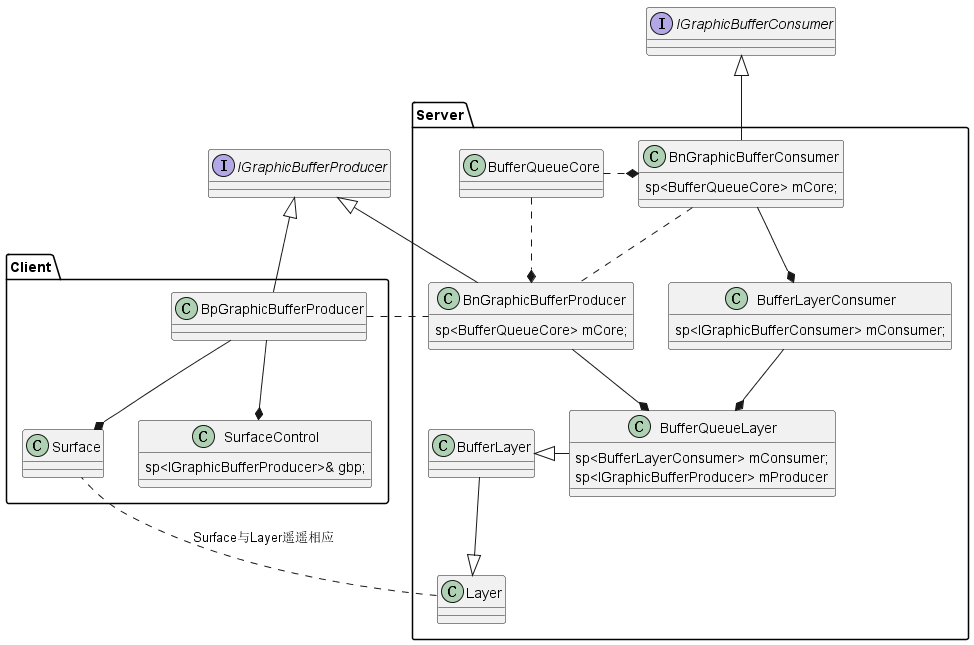 I IGraphicBufferConsumer
Server
C BnGraphicBufferConsumer
sp<BufferQueueCore> mCore;
C BufferQueueCore
I IGraphicBufferProducer
Client
C BpGraphicBufferProducer
C BnGraphicBufferProducer
sp<BufferQueueCore> mCore;
C BufferLayerConsumer
sp<IGraphicBufferConsumer> mConsumer;
C Surface
C SurfaceControl
sp<IGraphicBufferProducer>& gbp;
C BufferLayer
C BufferQueueLayer
sp<BufferLayerConsumer> mConsumer;
sp<IGraphicBufferProducer> mProducer
Surface与Layer遥遥相应
C Layer